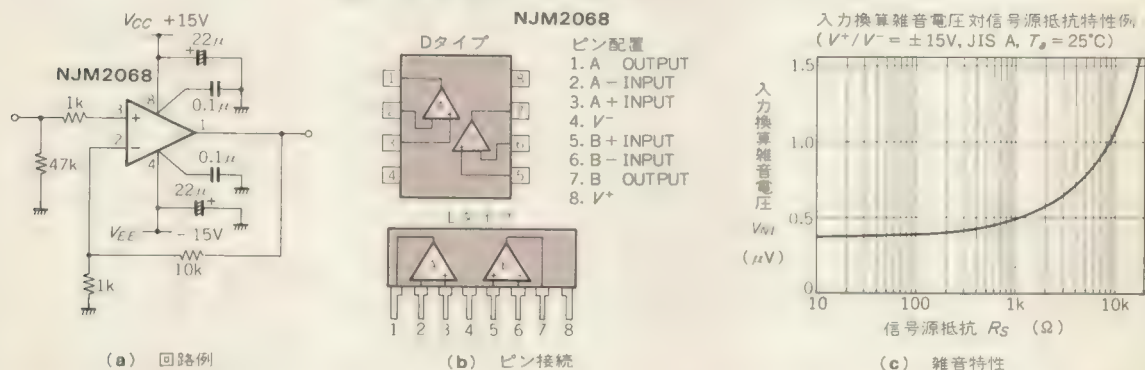 VCC +15V
22μ
+
NJM2068
0.1μ
1k
8
3
+
1
2
−
4
47k
0.1μ
22μ
+
VEE
−15V
10k
1k
(a) 回路例
NJM2068
Dタイプ
ピン配置
1. A OUTPUT
2. A − INPUT
3. A + INPUT
4. V−
5. B + INPUT
6. B − INPUT
7. B OUTPUT
8. V+
1
8
7
6
4
5
1 2 3 4 5 6 7 8
(b) ピン接続
入力換算雑音電圧対信号源抵抗特性例
(V+/V− = ±15V, JIS A, Ta = 25°C)
1.5
1.0
0.5
0
入力換算雑音電圧
VNI
(μV)
10 100 1k 10k
信号源抵抗 RS (Ω)
(c) 雑音特性